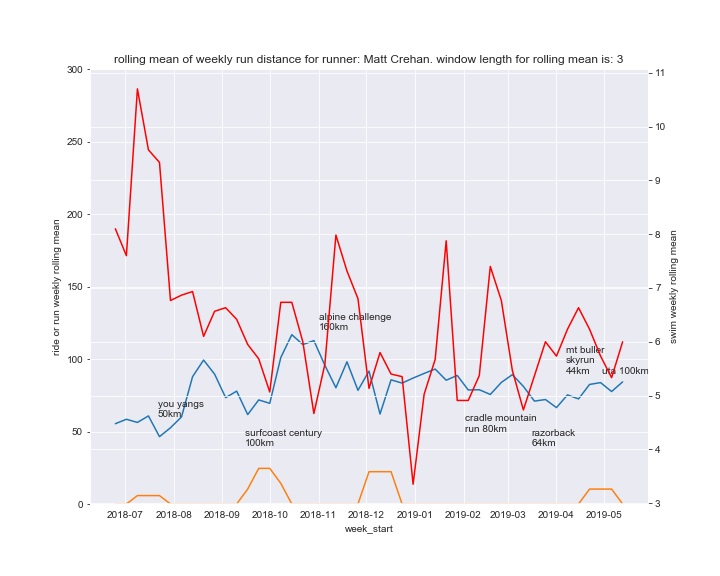 rolling mean of weekly run distance for runner: Matt Crehan. window length for rolling mean is: 3
300
250
200
150
100
50
0
ride or run weekly rolling mean
11
10
9
8
7
6
5
4
3
swim weekly rolling mean
alpine challenge
160km
mt buller
skyrun
44km
uta 100km
you yangs
50km
cradle mountain
run 80km
surfcoast century
100km
razorback
64km
2018-07
2018-08
2018-09
2018-10
2018-11
2018-12
2019-01
2019-02
2019-03
2019-04
2019-05
week_start